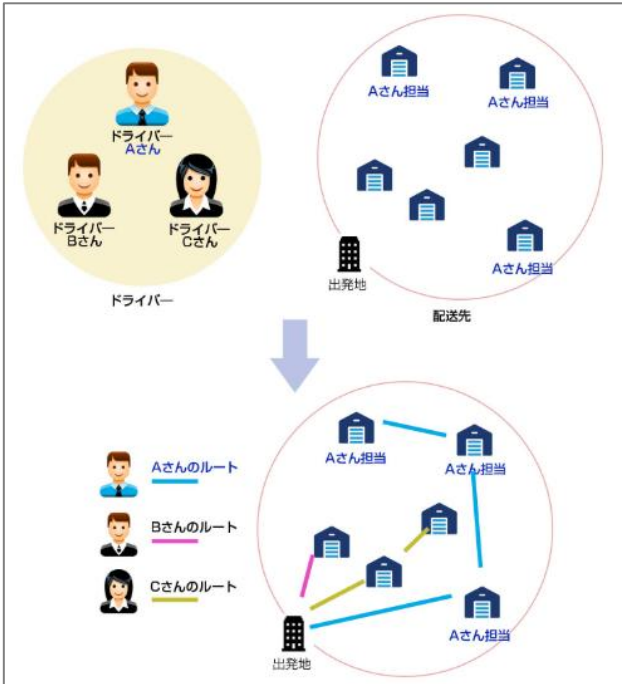 ドライバー
Aさん
ドライバー
Bさん
ドライバー
Cさん
ドライバー
Aさん担当
Aさん担当
Aさん担当
出発地
配送先
Aさんのルート
Bさんのルート
Cさんのルート
Aさん担当
Aさん担当
Aさん担当
出発地